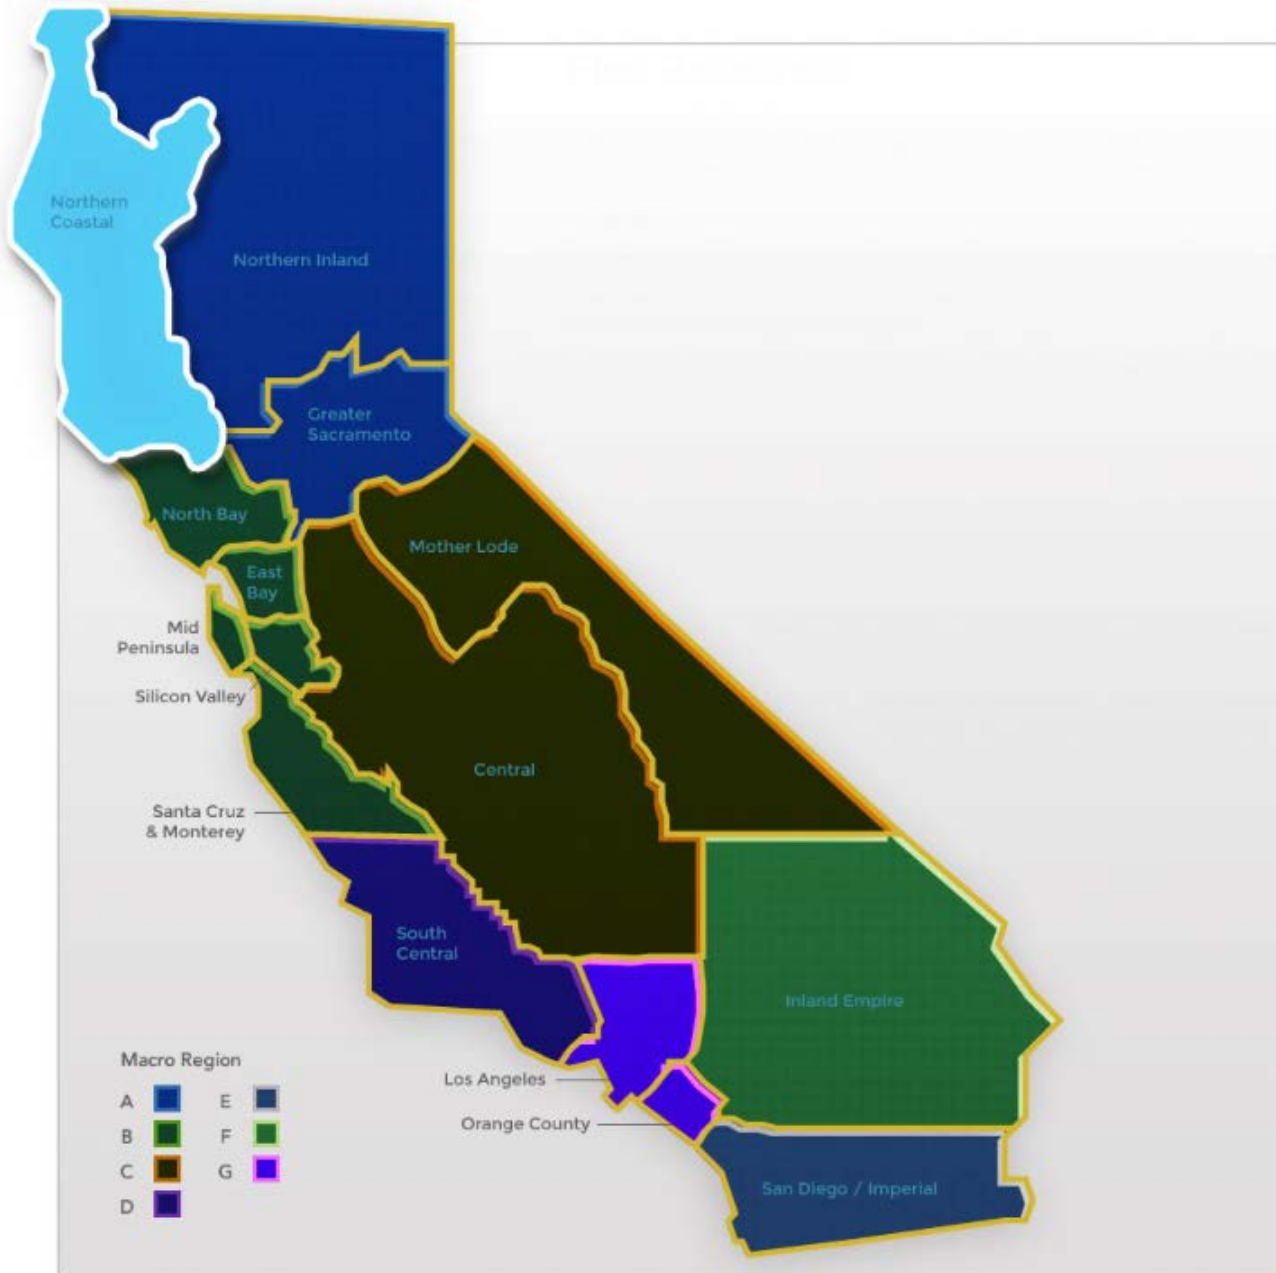 Northern
Coastal
Northern Inland
Greater
Sacramento
North Bay
Mother Lode
East
Bay
Mid
Peninsula
Silicon Valley
Central
Santa Cruz
& Monterey
South
Central
Inland Empire
Macro Region
Los Angeles
A E
Orange County
B F
C G
San Diego / Imperial
D